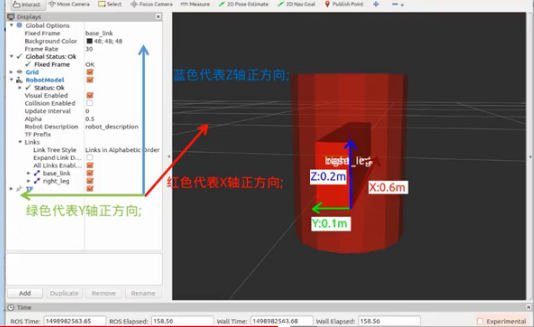 Interact Move Camera Select Focus Camera Measure 2D Pose Estimate 2D Nav Goal Publish Point
Displays
Global Options
Fixed Frame base_link
Background Color 48; 48; 48
Frame Rate 30
Global Status: Ok
Fixed Frame OK
Grid
RobotModel
Status: Ok
Visual Enabled
Collision Enabled
Update Interval 0
Alpha 0.5
Robot Description robot_description
TF Prefix
Links
Link Tree Style Links in Alphabetic Order
Expand Link D...
All Links Enabl...
base_link
right_leg
TF
蓝色代表Z轴正方向;
红色代表X轴正方向;
绿色代表Y轴正方向;
Z:0.2m
X:0.6m
Y:0.1m
Add Duplicate Remove Rename
Time
ROS Time: 1498982563.65 ROS Elapsed: 158.56 Wall Time: 1498982563.68 Wall Elapsed: 158.56 Experimental